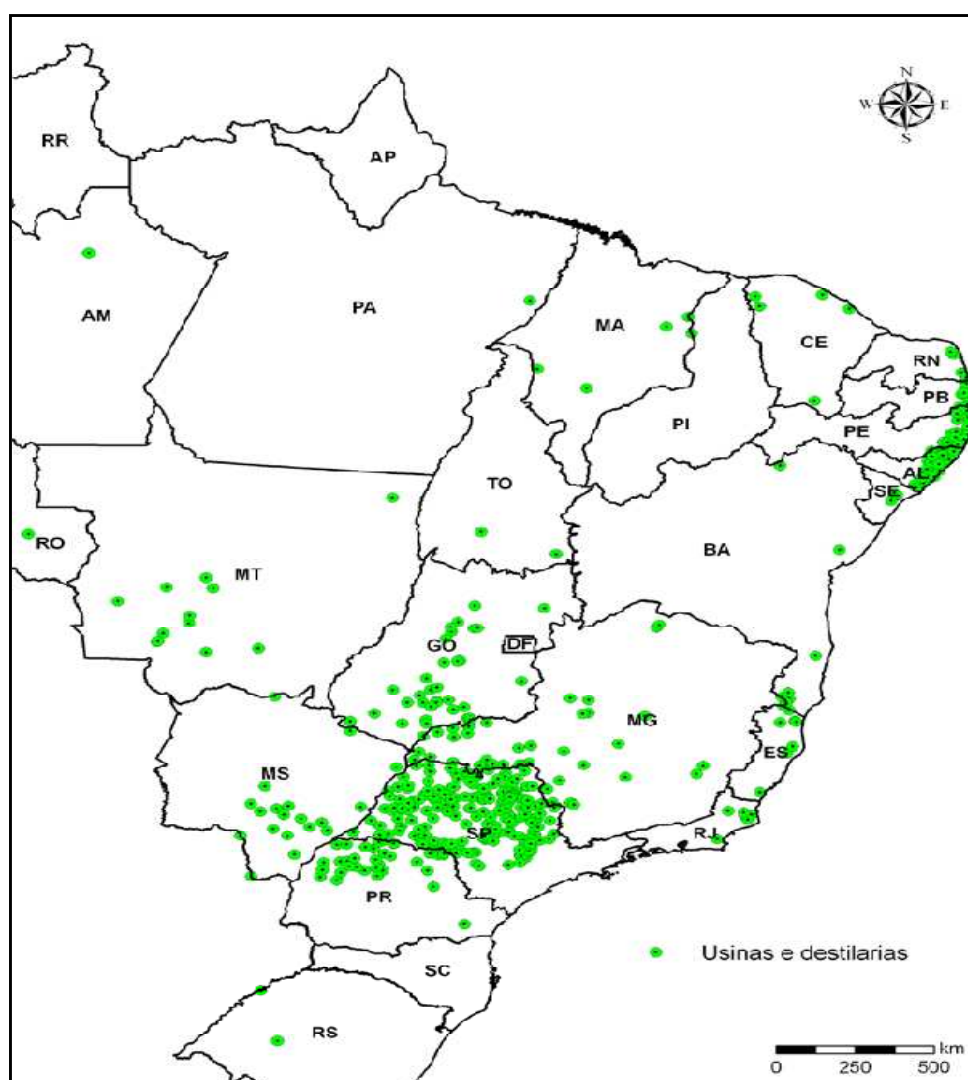 N
W E
S
RR
AP
AM
PA
MA
CE
RN
PB
PI
PE
AL
SE
TO
RO
MT
BA
GO
DF
MG
ES
MS
SP
RJ
PR
SC
RS
Usinas e destilarias
km
0 250 500